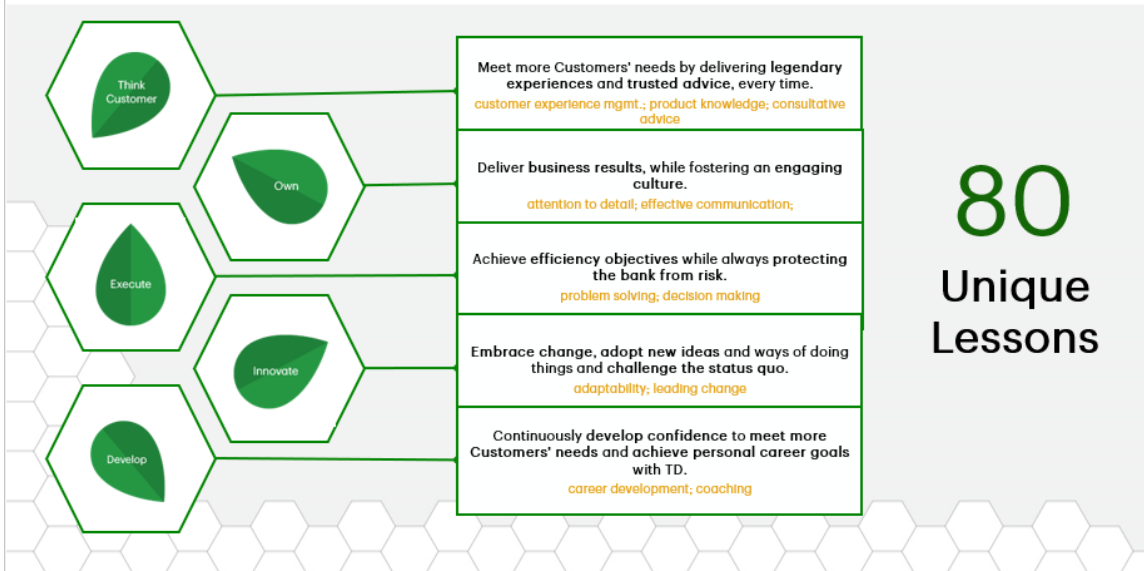 Think
Customer
Meet more Customers' needs by delivering legendary
experiences and trusted advice, every time.
customer experience mgmt.; product knowledge; consultative
advice
Own
Deliver business results, while fostering an engaging
culture.
attention to detail; effective communication;
Execute
Achieve efficiency objectives while always protecting
the bank from risk.
problem solving; decision making
Innovate
Embrace change, adopt new ideas and ways of doing
things and challenge the status quo.
adaptability; leading change
Develop
Continuously develop confidence to meet more
Customers' needs and achieve personal career goals
with TD.
career development; coaching
80
Unique
Lessons